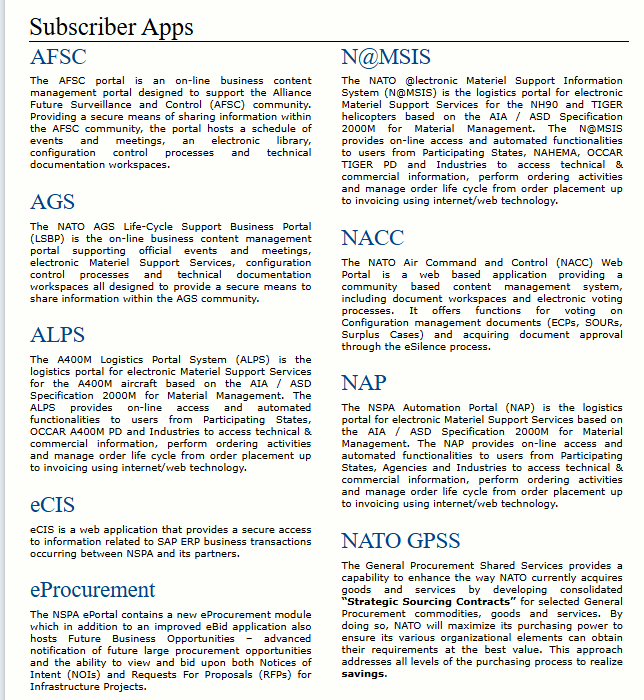 Subscriber Apps
AFSC
The AFSC portal is an on-line business content
management portal designed to support the Alliance
Future Surveillance and Control (AFSC) community.
Providing a secure means of sharing information within
the AFSC community, the portal hosts a schedule of
events and meetings, an electronic library,
configuration control processes and technical
documentation workspaces.
AGS
The NATO AGS Life-Cycle Support Business Portal
(LSBP) is the on-line business content management
portal supporting official events and meetings,
electronic Materiel Support Services, configuration
control processes and technical documentation
workspaces all designed to provide a secure means to
share information within the AGS community.
ALPS
The A400M Logistics Portal System (ALPS) is the
logistics portal for electronic Materiel Support Services
for the A400M aircraft based on the AIA / ASD
Specification 2000M for Material Management. The
ALPS provides on-line access and automated
functionalities to users from Participating States,
OCCAR A400M PD and Industries to access technical &
commercial information, perform ordering activities
and manage order life cycle from order placement up
to invoicing using internet/web technology.
eCIS
eCIS is a web application that provides a secure access
to information related to SAP ERP business transactions
occurring between NSPA and its partners.
eProcurement
The NSPA ePortal contains a new eProcurement module
which in addition to an improved eBid application also
hosts Future Business Opportunities – advanced
notification of future large procurement opportunities
and the ability to view and bid upon both Notices of
Intent (NOIs) and Requests For Proposals (RFPs) for
Infrastructure Projects.
N@MSIS
The NATO @lectronic Materiel Support Information
System (N@MSIS) is the logistics portal for electronic
Materiel Support Services for the NH90 and TIGER
helicopters based on the AIA / ASD Specification
2000M for Material Management. The N@MSIS
provides on-line access and automated functionalities
to users from Participating States, NAHEMA, OCCAR
TIGER PD and Industries to access technical &
commercial information, perform ordering activities
and manage order life cycle from order placement up
to invoicing using internet/web technology.
NACC
The NATO Air Command and Control (NACC) Web
Portal is a web based application providing a
community based content management system,
including document workspaces and electronic voting
processes. It offers functions for voting on
Configuration management documents (ECPs, SOURs,
Surplus Cases) and acquiring document approval
through the eSilence process.
NAP
The NSPA Automation Portal (NAP) is the logistics
portal for electronic Materiel Support Services based on
the AIA / ASD Specification 2000M for Material
Management. The NAP provides on-line access and
automated functionalities to users from Participating
States, Agencies and Industries to access technical &
commercial information, perform ordering activities
and manage order life cycle from order placement up
to invoicing using internet/web technology.
NATO GPSS
The General Procurement Shared Services provides a
capability to enhance the way NATO currently acquires
goods and services by developing consolidated
“Strategic Sourcing Contracts” for selected General
Procurement commodities, goods and services. By
doing so, NATO will maximize its purchasing power to
ensure its various organizational elements can obtain
their requirements at the best value. This approach
addresses all levels of the purchasing process to realize
savings.